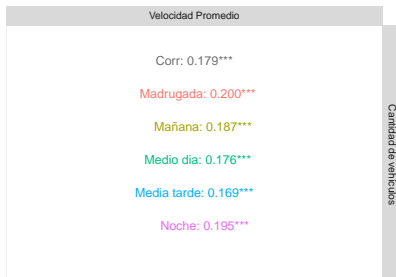 Velocidad Promedio
Corr: 0.179***
Madrugada: 0.200***
Mañana: 0.187***
Medio dia: 0.176***
Media tarde: 0.169***
Noche: 0.195***
Cantidad de vehículos